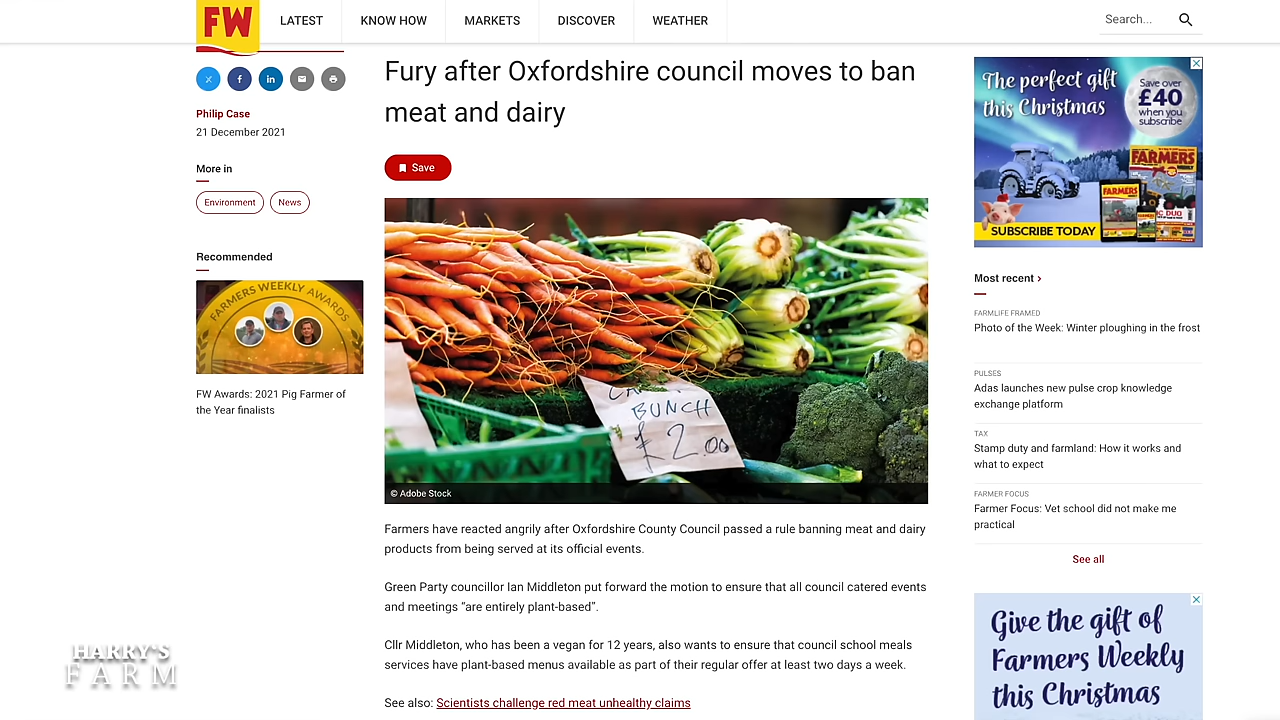 FW
LATEST
KNOW HOW
MARKETS
DISCOVER
WEATHER
Search...
Philip Case
21 December 2021
More in
Environment
News
Recommended
FARMERS WEEKLY AWARDS
FW Awards: 2021 Pig Farmer of
the Year finalists
Fury after Oxfordshire council moves to ban
meat and dairy
Save
BUNCH
£2.00
© Adobe Stock
Farmers have reacted angrily after Oxfordshire County Council passed a rule banning meat and dairy
products from being served at its official events.
Green Party councillor Ian Middleton put forward the motion to ensure that all council catered events
and meetings “are entirely plant-based”.
Cllr Middleton, who has been a vegan for 12 years, also wants to ensure that council school meals
services have plant-based menus available as part of their regular offer at least two days a week.
See also: Scientists challenge red meat unhealthy claims
The perfect gift
this Christmas
Save over
£40
when you
subscribe
FARMERS
FARMERS
SUBSCRIBE TODAY
Most recent ›
FARMLIFE FRAMED
Photo of the Week: Winter ploughing in the frost
PULSES
Adas launches new pulse crop knowledge
exchange platform
TAX
Stamp duty and farmland: How it works and
what to expect
FARMER FOCUS
Farmer Focus: Vet school did not make me
practical
See all
Give the gift of
Farmers Weekly
this Christmas
HARRY'S
FARM